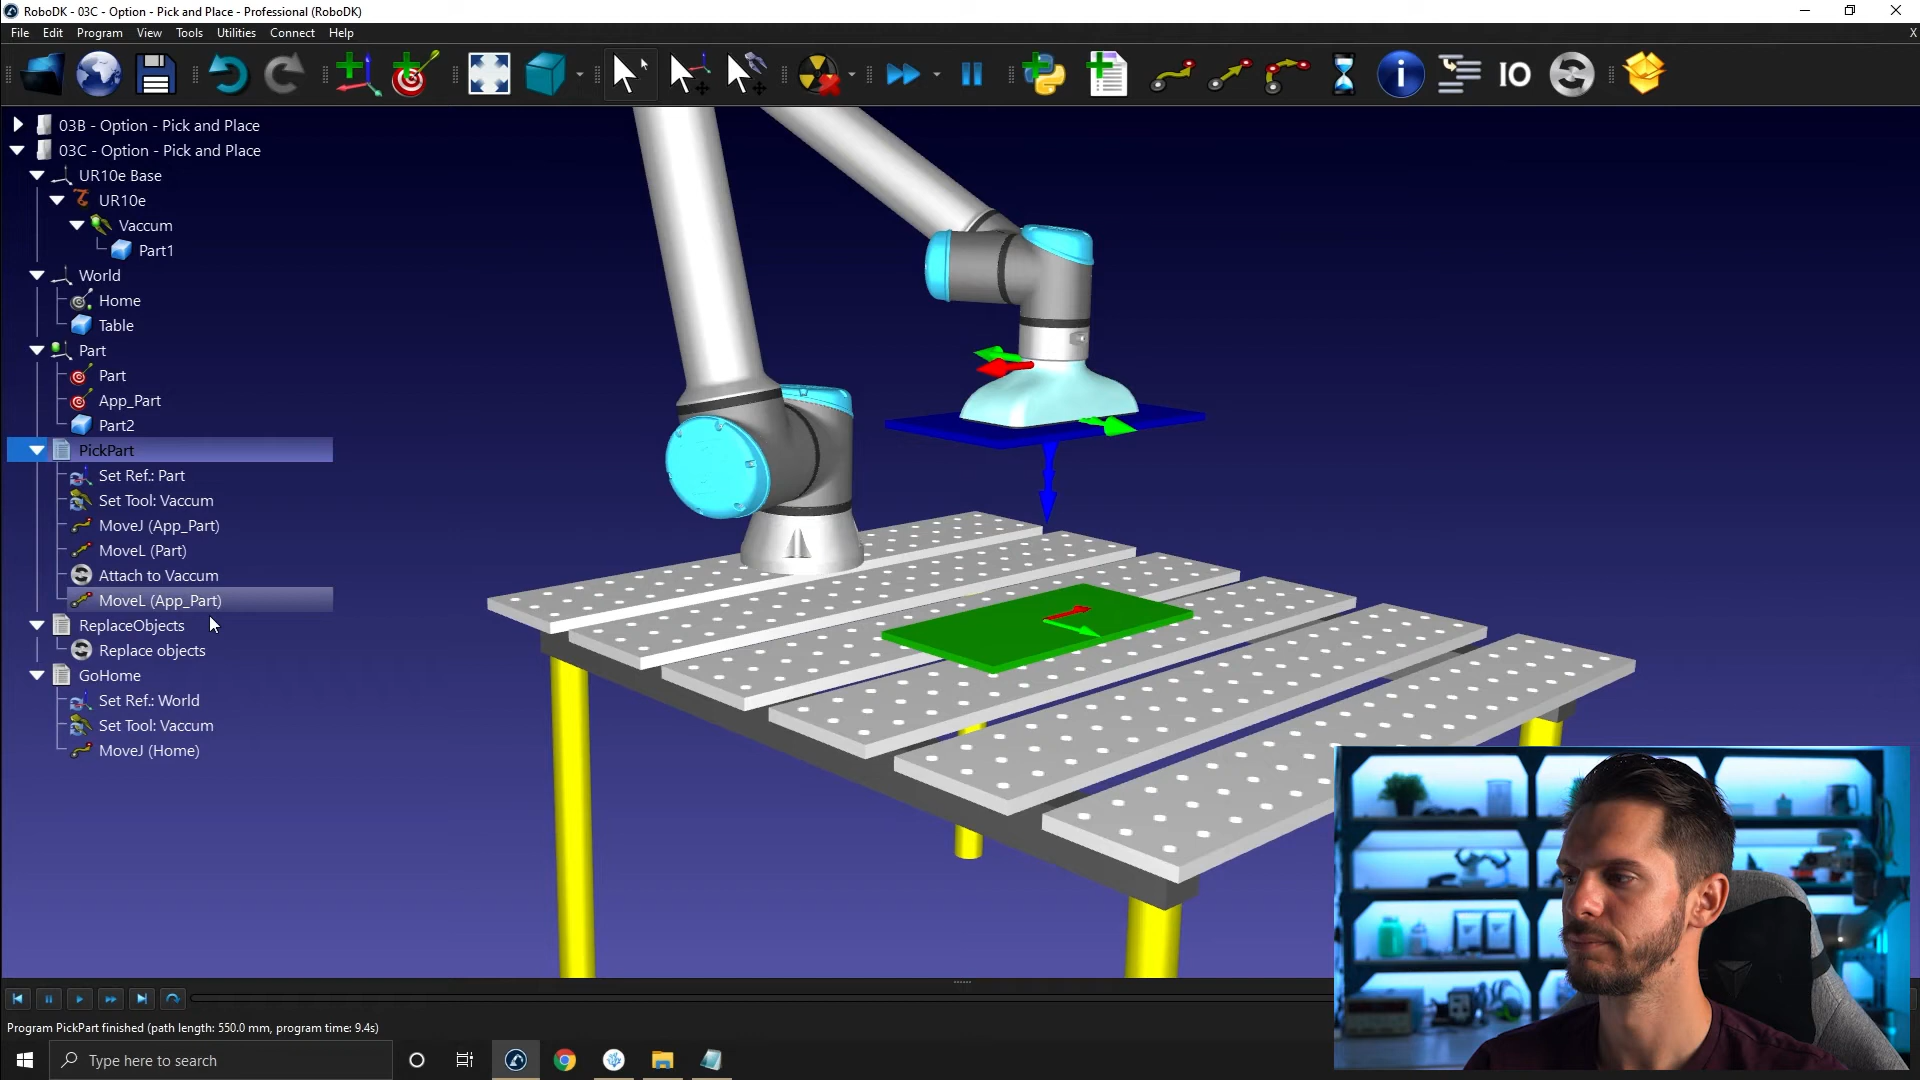 RoboDK - 03C - Option - Pick and Place - Professional (RoboDK)
File Edit Program View Tools Utilities Connect Help X
IO
03B - Option - Pick and Place
03C - Option - Pick and Place
UR10e Base
UR10e
Vaccum
Part1
World
Home
Table
Part
Part
App_Part
Part2
PickPart
Set Ref.: Part
Set Tool: Vaccum
MoveJ (App_Part)
MoveL (Part)
Attach to Vaccum
MoveL (App_Part)
ReplaceObjects
Replace objects
GoHome
Set Ref.: World
Set Tool: Vaccum
MoveJ (Home)
Program PickPart finished (path length: 550.0 mm, program time: 9.4s)
Type here to search